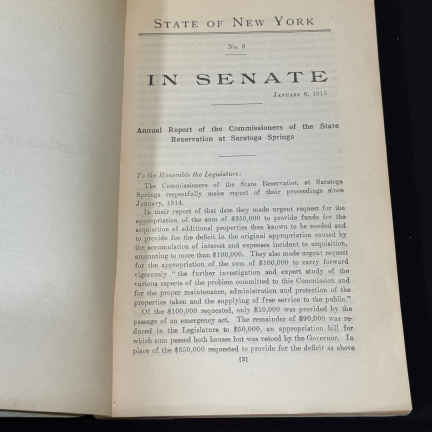 STATE OF NEW YORK
No. 8
IN SENATE
JANUARY 6, 1915
Annual Report of the Commissioners of the State
Reservation at Saratoga Springs
To the Honorable the Legislature:
The Commissioners of the State Reservation at Saratoga
Springs respectfully make report of their proceedings since
January, 1914.
In their report of that date they made urgent request for the
appropriation of the sum of $350,000 to provide funds for the
acquisition of additional properties then known to be needed and
to provide for the deficit in the original appropriation caused by
the accumulation of interest and expenses incident to acquisition,
amounting to more than $100,000. They also made urgent request
for the appropriation of the sum of $100,000 to carry forward
vigorously "the further investigation and expert study of the
various aspects of the problem committed to this Commission and
for the proper maintenance, administration and protection of the
properties taken and the supplying of free service to the public."
Of the $100,000 requested, only $10,000 was provided by the
passage of an emergency act. The remainder of $90,000 was re-
duced in the Legislature to $50,000, an appropriation bill for
which sum passed both houses but was vetoed by the Governor. In
place of the $350,000 requested to provide for the deficit as above
[3]